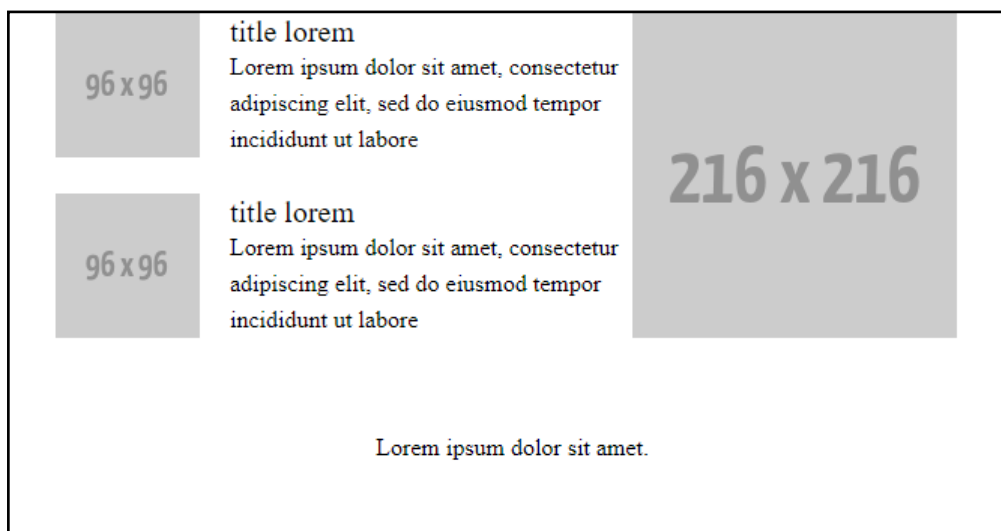 96 x 96
title lorem
Lorem ipsum dolor sit amet, consectetur
adipiscing elit, sed do eiusmod tempor
incididunt ut labore
96 x 96
title lorem
Lorem ipsum dolor sit amet, consectetur
adipiscing elit, sed do eiusmod tempor
incididunt ut labore
216 x 216
Lorem ipsum dolor sit amet.